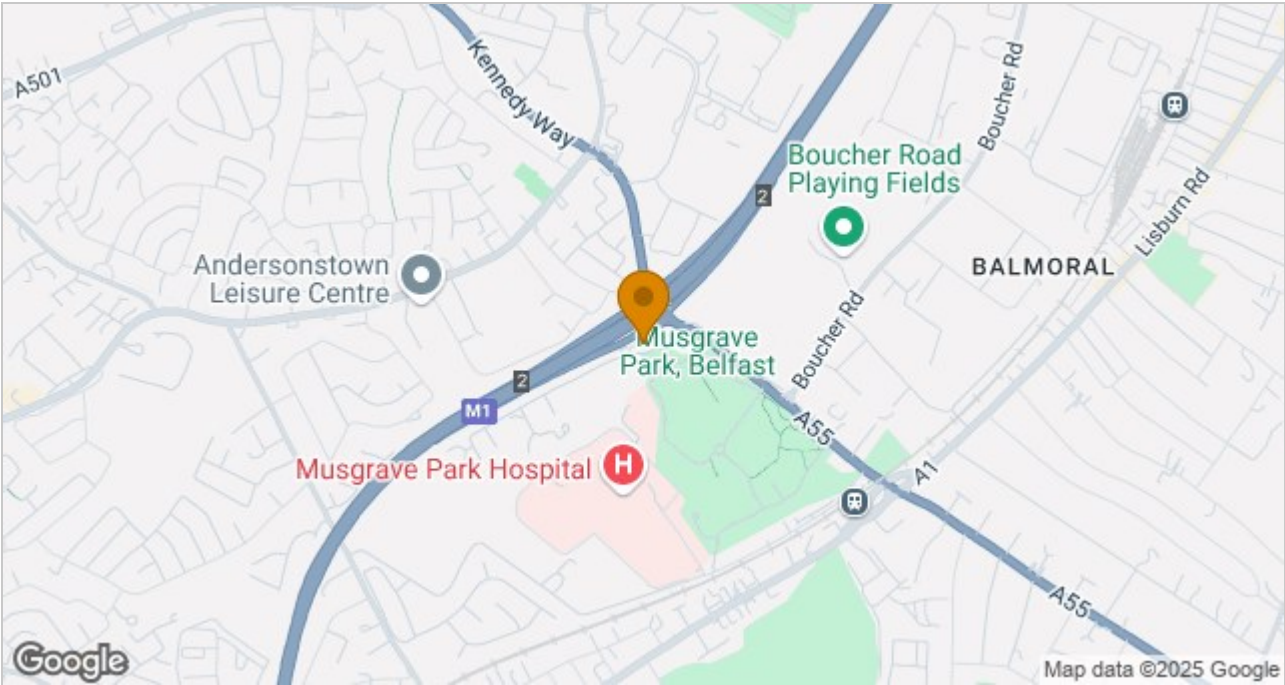 A501
Kennedy Way
Boucher Rd
2
Boucher Road
Playing Fields
Lisburn Rd
Andersonstown
Leisure Centre
BALMORAL
Musgrave
Park, Belfast
Boucher Rd
2
M1
A55
Musgrave Park Hospital
H
A1
A55
Google
Map data ©2025 Google